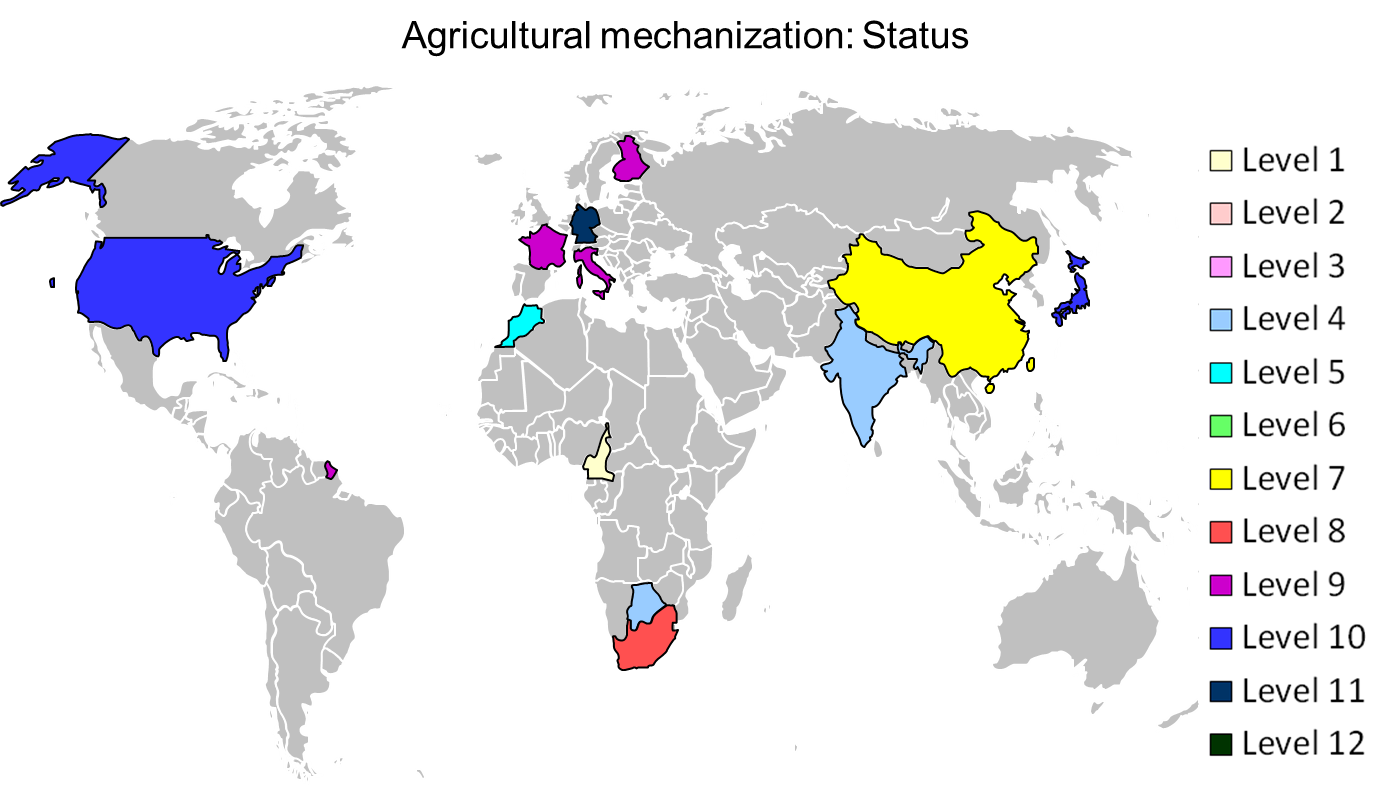 Agricultural mechanization: Status
Level 1
Level 2
Level 3
Level 4
Level 5
Level 6
Level 7
Level 8
Level 9
Level 10
Level 11
Level 12